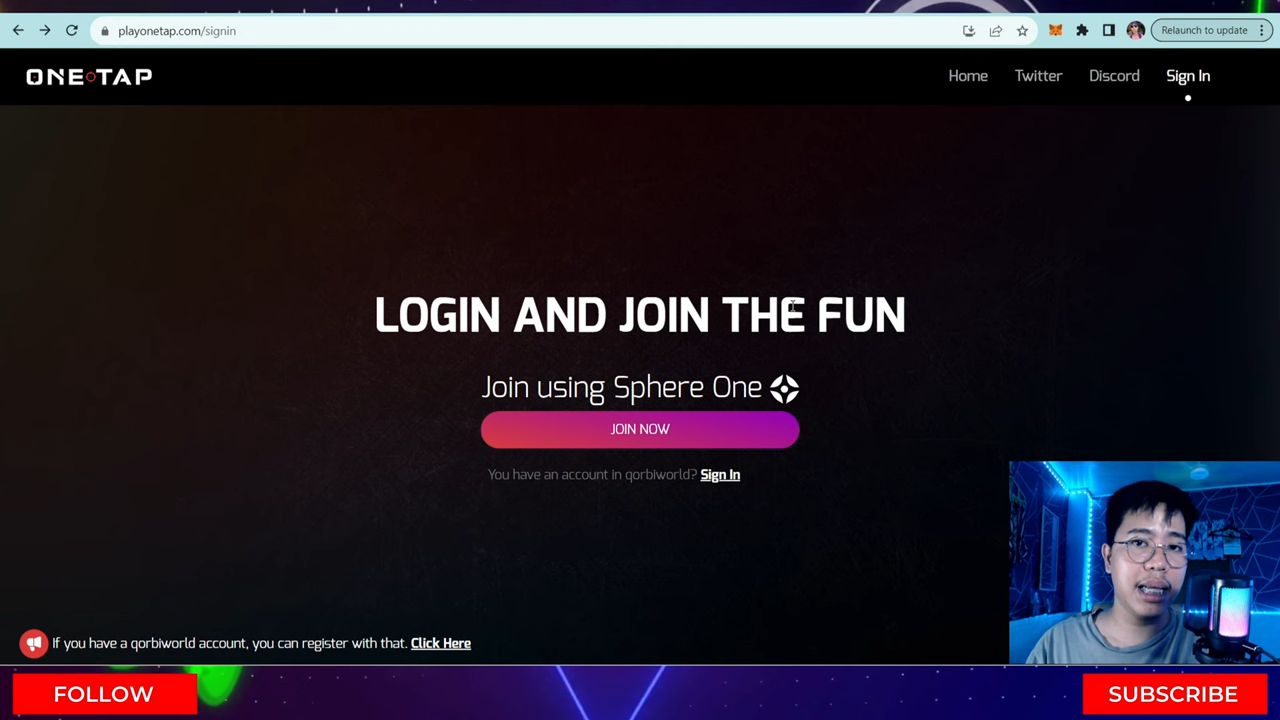 playonetap.com/signin
Relaunch to update
ONE TAP
Home
Twitter
Discord
Sign In
LOGIN AND JOIN THE FUN
Join using Sphere One
JOIN NOW
You have an account in qorbiworld? Sign In
If you have a qorbiworld account, you can register with that. Click Here
FOLLOW
SUBSCRIBE